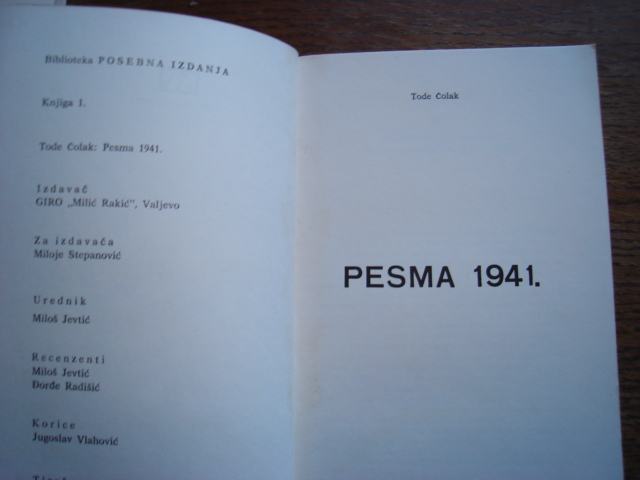 Biblioteka POSEBNA IZDANJA
Knjiga 1.
Tode Čolak: Pesma 1941.
Izdavač
GIRO „Milić Rakić", Valjevo
Za izdavača
Miloje Stepanović
Urednik
Miloš Jevtić
Recenzenti
Miloš Jevtić
Đorđe Radišić
Korice
Jugoslav Vlahović
Tode Čolak
PESMA 1941.